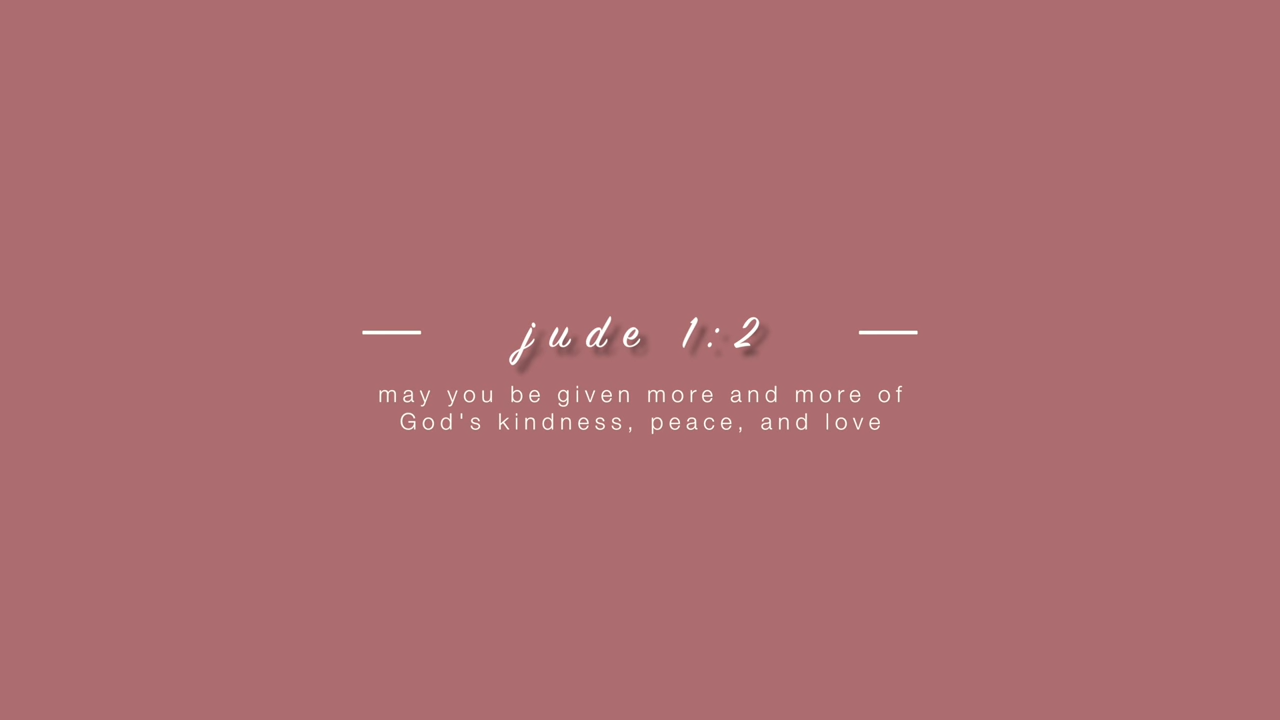 jude 1:2
may you be given more and more of
God's kindness, peace, and love